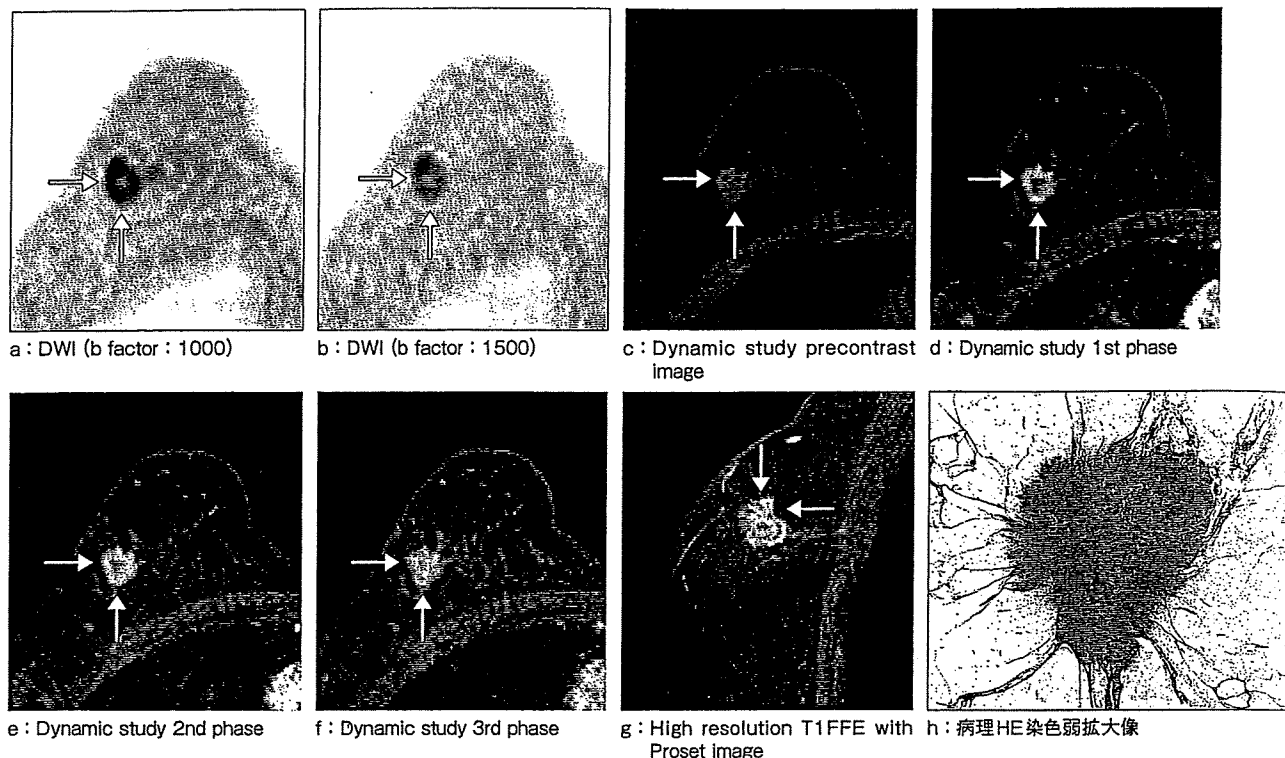 a：DWI (b factor：1000)
b：DWI (b factor：1500)
c：Dynamic study precontrast
image
d：Dynamic study 1st phase
e：Dynamic study 2nd phase
f：Dynamic study 3rd phase
g：High resolution T1FFE with
Proset image
h：病理HE染色弱拡大像